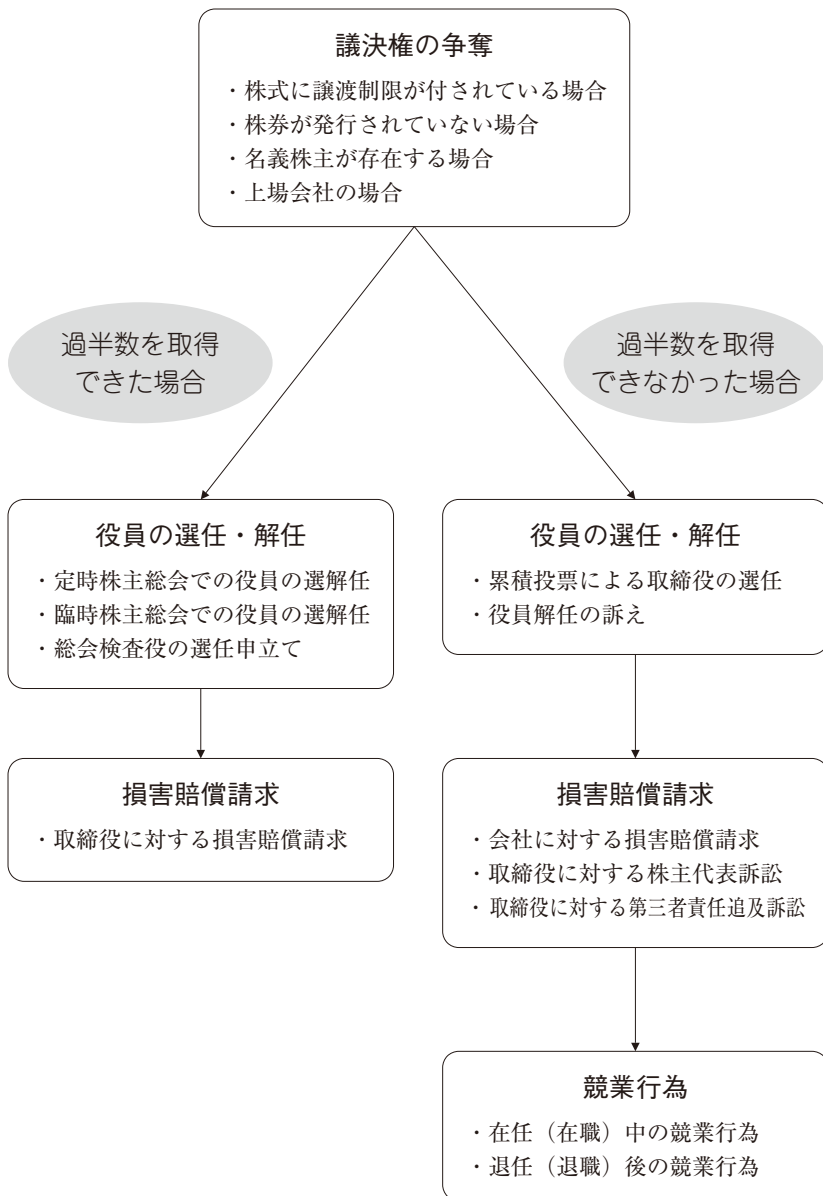 議決権の争奪
・株式に譲渡制限が付されている場合
・株券が発行されていない場合
・名義株主が存在する場合
・上場会社の場合
過半数を取得
できた場合
過半数を取得
できなかった場合
役員の選任・解任
・定時株主総会での役員の選解任
・臨時株主総会での役員の選解任
・総会検査役の選任申立て
役員の選任・解任
・累積投票による取締役の選任
・役員解任の訴え
損害賠償請求
・取締役に対する損害賠償請求
損害賠償請求
・会社に対する損害賠償請求
・取締役に対する株主代表訴訟
・取締役に対する第三者責任追及訴訟
競業行為
・在任（在職）中の競業行為
・退任（退職）後の競業行為